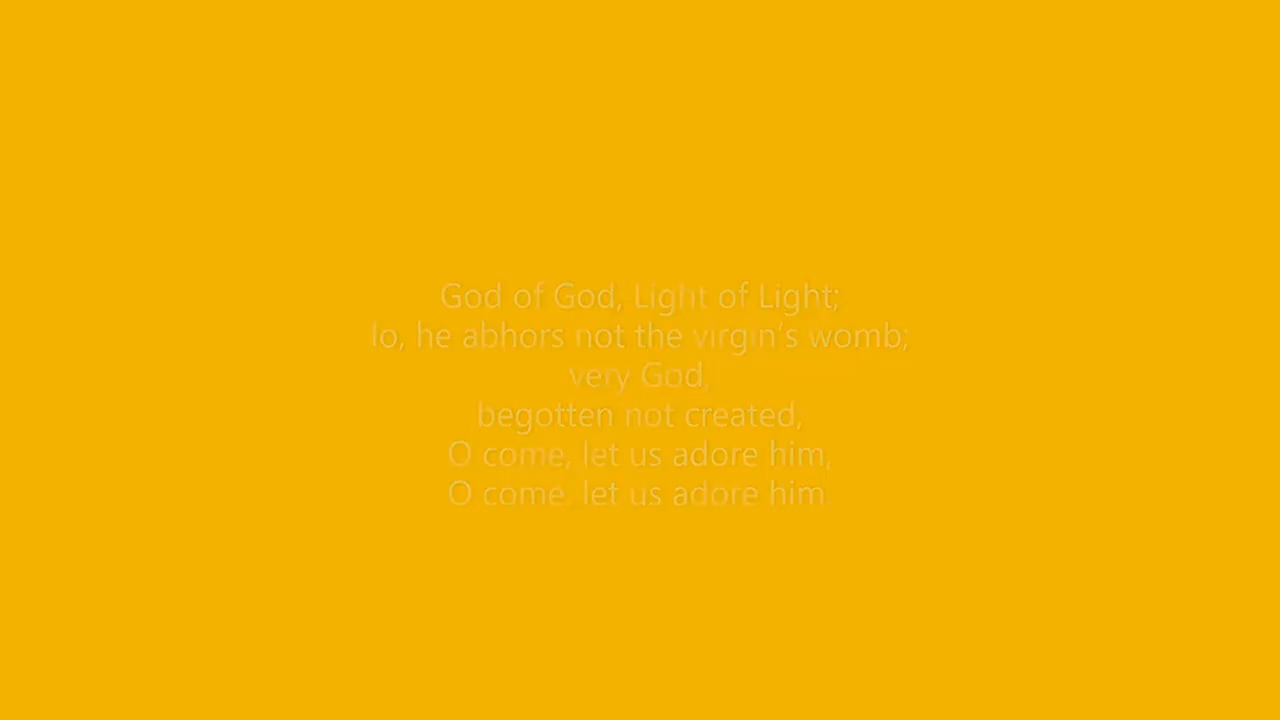 God of God, Light of Light;
lo, he abhors not the virgin’s womb;
very God,
begotten not created;
O come, let us adore him,
O come, let us adore him